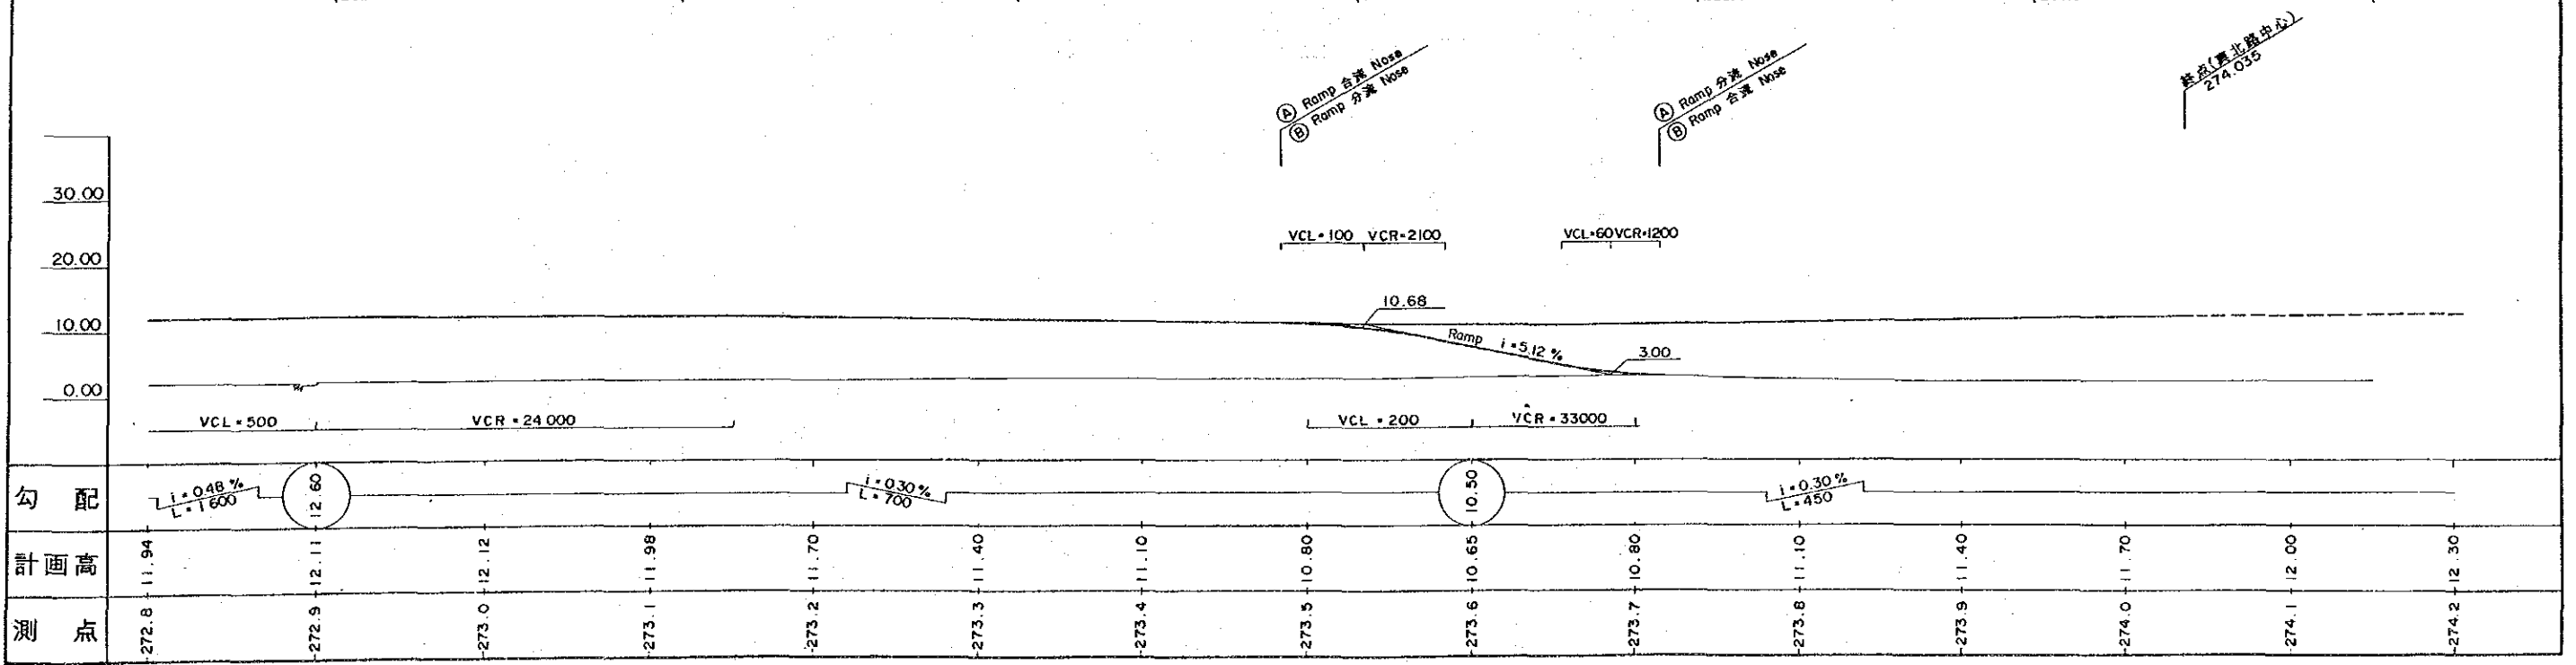 Ⓐ Ramp 合流 Nose
Ⓑ Ramp 分流 Nose
Ⓐ Ramp 分流 Nose
Ⓑ Ramp 合流 Nose
終点(裏北路中心)
274.035
30.00
20.00
10.00
0.00
VCL=100 VCR=2100
VCL=60 VCR=1200
10.68
Ramp i=5.12%
3.00
VCL=500 VCR=24000
VCL=200 VCR=33000
勾配
i=0.48%
L=1600
12.60
i=0.30%
L=700
10.50
i=0.30%
L=450
計画高
11.94 12.11 12.12 11.98 11.70 11.40 11.10 10.80 10.65 10.80 11.10 11.40 11.70 12.00 12.30
測点
272.8 272.9 273.0 273.1 273.2 273.3 273.4 273.5 273.6 273.7 273.8 273.9 274.0 274.1 274.2